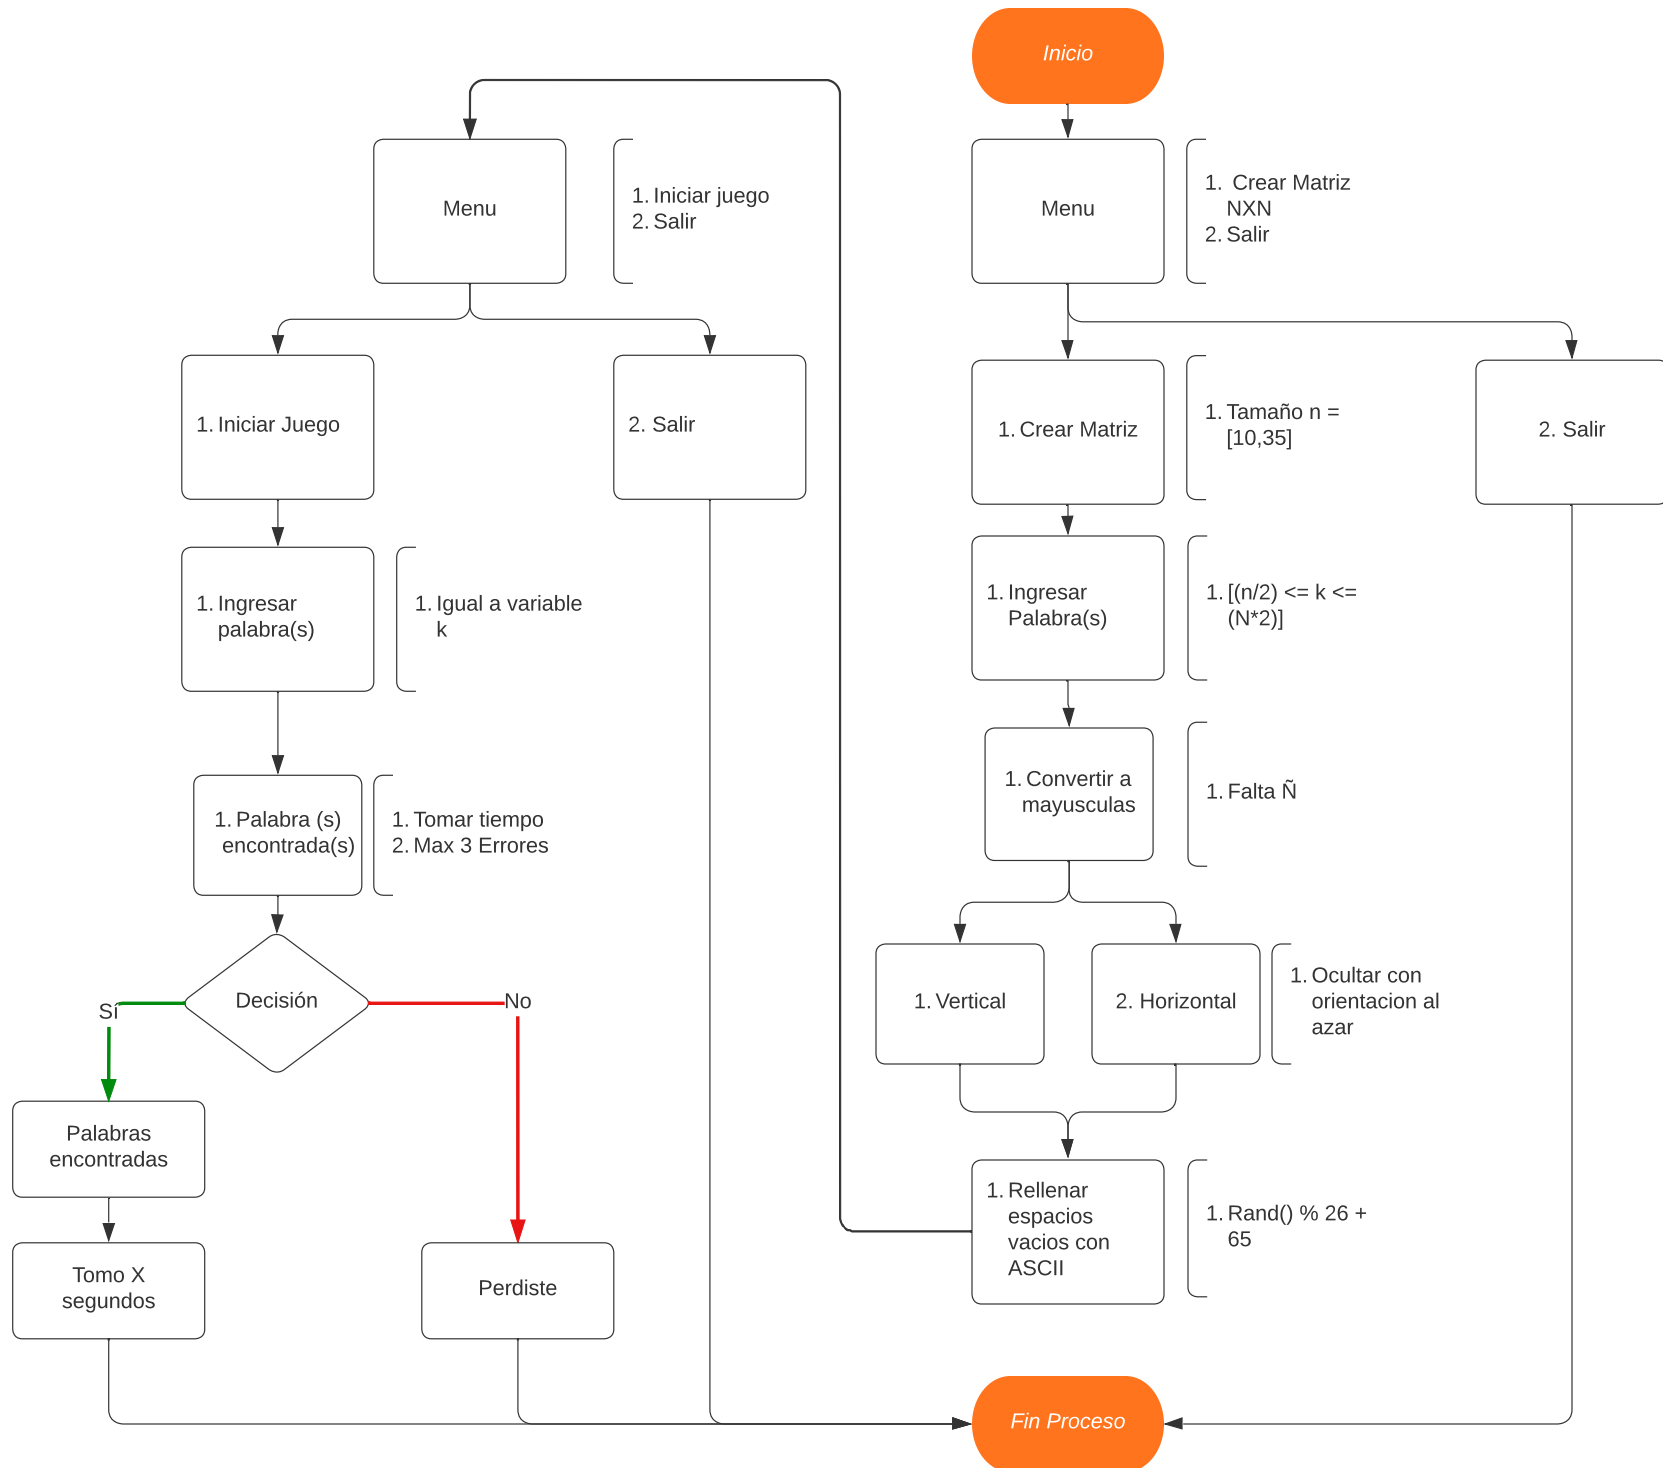 Inicio
Menu
1. Crear Matriz
NXN
2. Salir
1. Crear Matriz
1. Tamaño n =
[10,35]
2. Salir
1. Ingresar
Palabra(s)
1. [(n/2) <= k <=
(N*2)]
1. Convertir a
mayusculas
1. Falta Ñ
1. Vertical
2. Horizontal
1. Ocultar con
orientacion al
azar
1. Rellenar
espacios
vacios con
ASCII
1. Rand() % 26 +
65
Menu
1. Iniciar juego
2. Salir
1. Iniciar Juego
2. Salir
1. Ingresar
palabra(s)
1. Igual a variable
k
1. Palabra (s)
encontrada(s)
1. Tomar tiempo
2. Max 3 Errores
Decisión
Sí
No
Palabras
encontradas
Tomo X
segundos
Perdiste
Fin Proceso